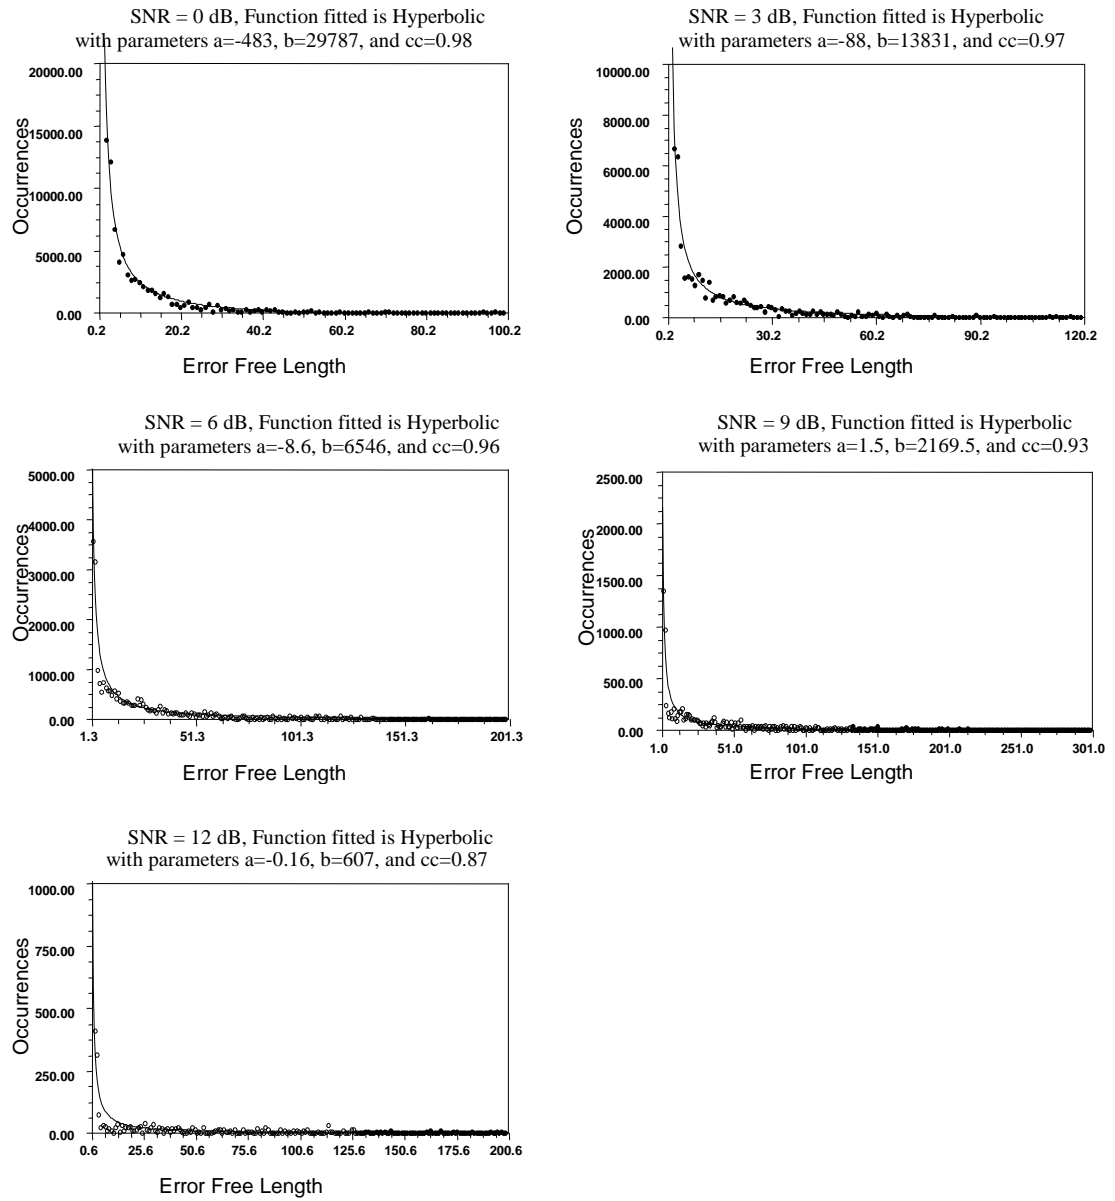 SNR = 0 dB, Function fitted is Hyperbolic
with parameters a=-483, b=29787, and cc=0.98
20000.00
15000.00
10000.00
5000.00
0.00
Occurrences
0.2 20.2 40.2 60.2 80.2 100.2
Error Free Length
SNR = 3 dB, Function fitted is Hyperbolic
with parameters a=-88, b=13831, and cc=0.97
10000.00
8000.00
6000.00
4000.00
2000.00
0.00
Occurrences
0.2 30.2 60.2 90.2 120.2
Error Free Length
SNR = 6 dB, Function fitted is Hyperbolic
with parameters a=-8.6, b=6546, and cc=0.96
5000.00
4000.00
3000.00
2000.00
1000.00
0.00
Occurrences
1.3 51.3 101.3 151.3 201.3
Error Free Length
SNR = 9 dB, Function fitted is Hyperbolic
with parameters a=1.5, b=2169.5, and cc=0.93
2500.00
2000.00
1500.00
1000.00
500.00
0.00
Occurrences
1.0 51.0 101.0 151.0 201.0 251.0 301.0
Error Free Length
SNR = 12 dB, Function fitted is Hyperbolic
with parameters a=-0.16, b=607, and cc=0.87
1000.00
750.00
500.00
250.00
0.00
Occurrences
0.6 25.6 50.6 75.6 100.6 125.6 150.6 175.6 200.6
Error Free Length